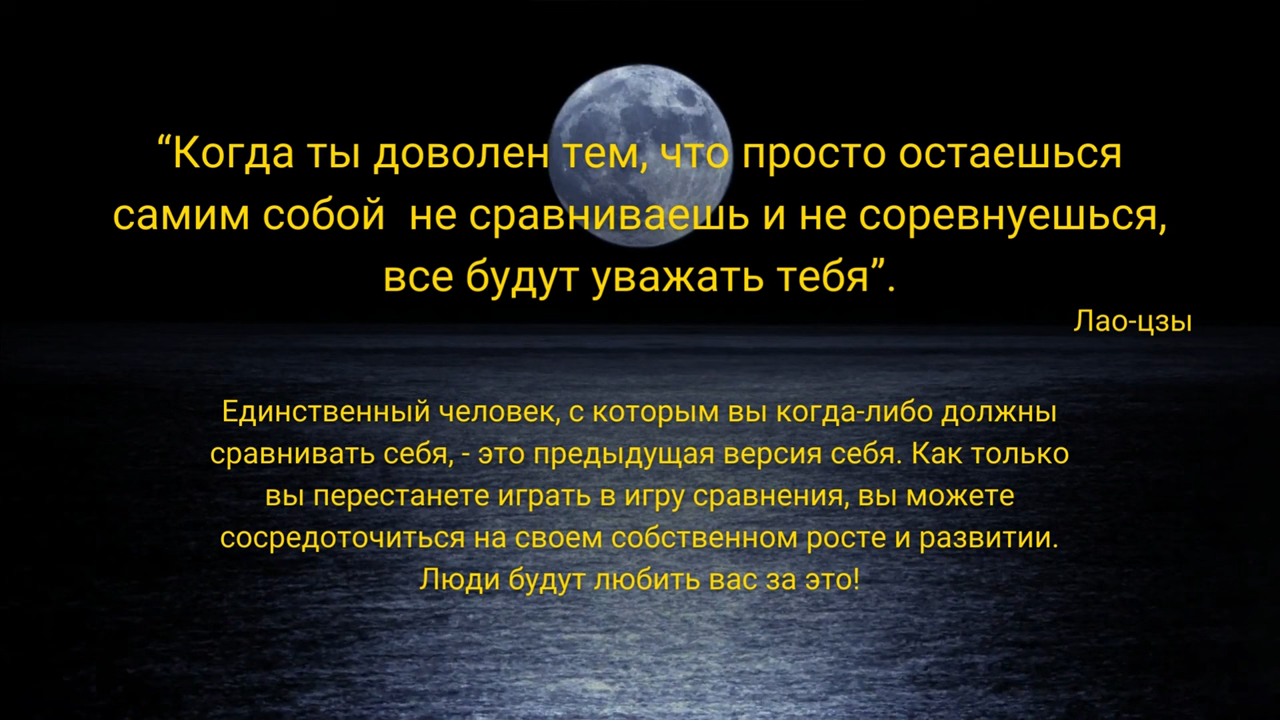 “Когда ты доволен тем, что просто остаешься
самим собой  не сравниваешь и не соревнуешься,
все будут уважать тебя”.
Лао-цзы
Единственный человек, с которым вы когда-либо должны
сравнивать себя, - это предыдущая версия себя. Как только
вы перестанете играть в игру сравнения, вы можете
сосредоточиться на своем собственном росте и развитии.
Люди будут любить вас за это!